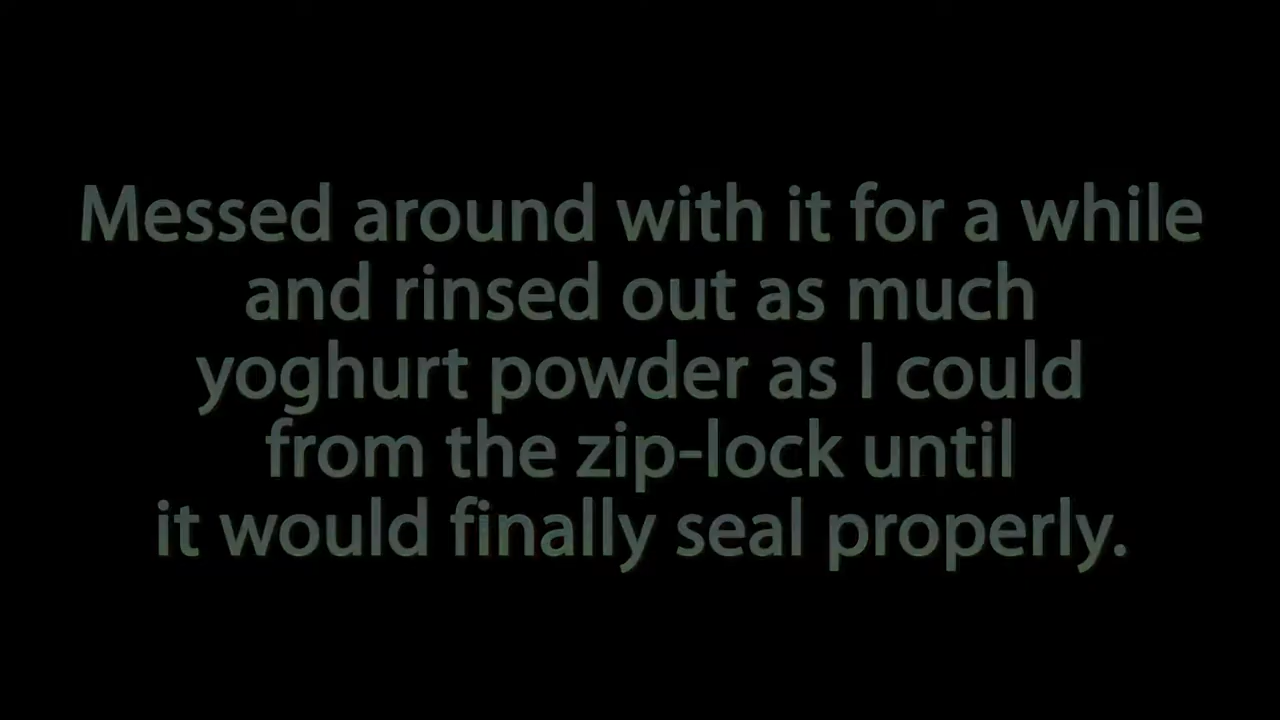 Messed around with it for a while
and rinsed out as much
yoghurt powder as I could
from the zip-lock until
it would finally seal properly.